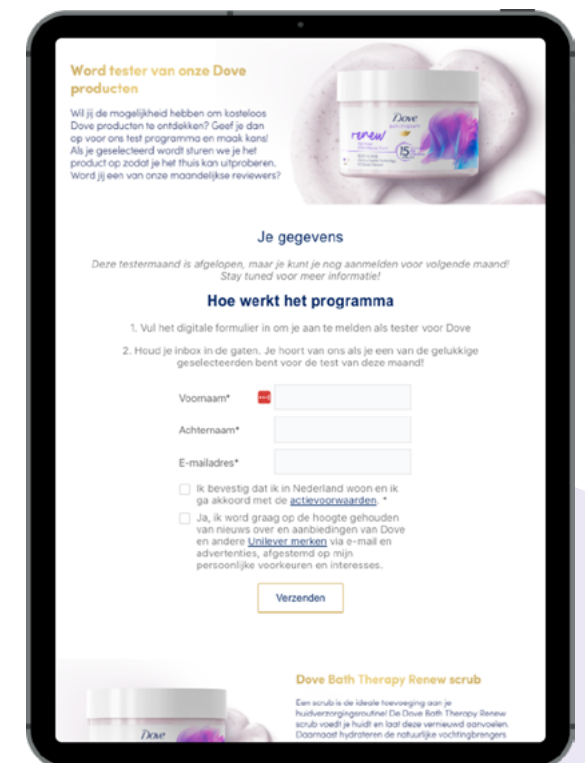 Word tester van onze Dove
producten
Wil jij de mogelijkheid hebben om kosteloos
Dove producten te ontdekken? Geef je dan
op voor ons test programma en maak kans!
Als je geselecteerd wordt sturen we je het
product op zodat je het thuis kan uitproberen.
Word jij een van onze maandelijkse reviewers?
Dove
renew
15
Je gegevens
Deze testermaand is afgelopen, maar je kunt je nog aanmelden voor volgende maand!
Stay tuned voor meer informatie!
Hoe werkt het programma
1. Vul het digitale formulier in om je aan te melden als tester voor Dove
2. Houd je inbox in de gaten. Je hoort van ons als je een van de gelukkige
geselecteerden bent voor de test van deze maand!
Voornaam*
Achternaam*
E-mailadres*
Ik bevestig dat ik in Nederland woon en ik
ga akkoord met de actievoorwaarden. *
Ja, ik word graag op de hoogte gehouden
van nieuws over en aanbiedingen van Dove
en andere Unilever merken via e-mail en
advertenties, afgestemd op mijn
persoonlijke voorkeuren en interesses.
Verzenden
Dove Bath Therapy Renew scrub
Een scrub is de ideale toevoeging aan je
huidverzorgingsroutine! De Dove Bath Therapy Renew
scrub voedt je huidt en laat deze vernieuwd aanvoelen.
Daarnaast hydrateren de natuurlijke vochtinbrengers
Dove